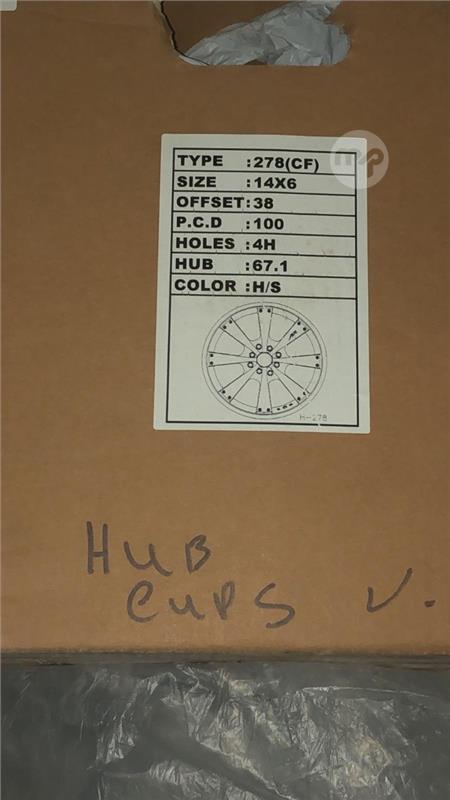 TYPE :278(CF)
SIZE :14X6
OFFSET:38
P.C.D :100
HOLES :4H
HUB :67.1
COLOR :H/S
H-278
HUB
CUPS V.